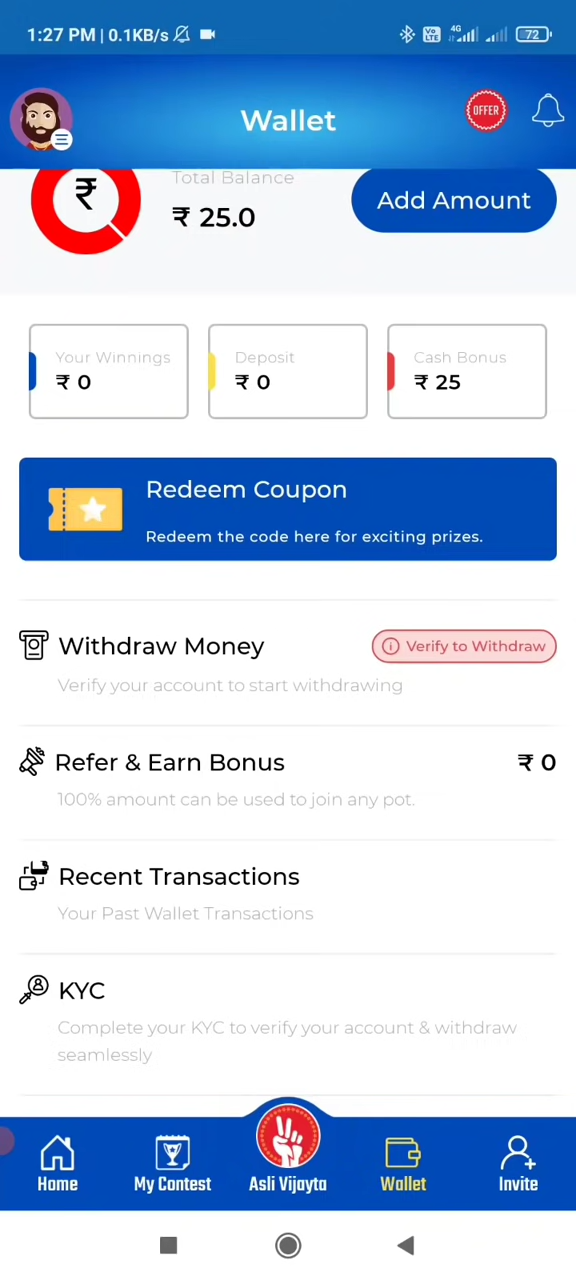 1:27 PM | 0.1KB/s
Vo LTE 4G 72
Wallet
OFFER
Total Balance
₹
₹ 25.0
Add Amount
Your Winnings Deposit Cash Bonus
₹ 0 ₹ 0 ₹ 25
Redeem Coupon
Redeem the code here for exciting prizes.
Withdraw Money Verify to Withdraw
Verify your account to start withdrawing
Refer & Earn Bonus ₹ 0
100% amount can be used to join any pot.
Recent Transactions
Your Past Wallet Transactions
KYC
Complete your KYC to verify your account & withdraw
seamlessly
Home My Contest Asli Vijayta Wallet Invite